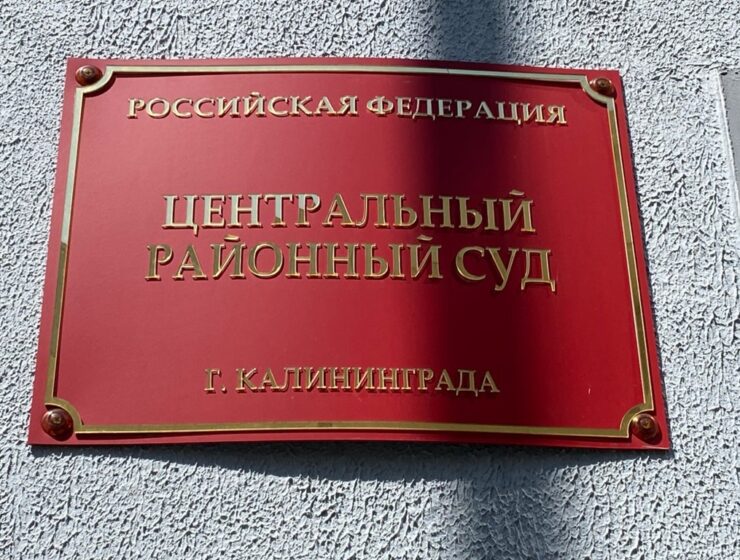 РОССИЙСКАЯ ФЕДЕРАЦИЯ
ЦЕНТРАЛЬНЫЙ
РАЙОННЫЙ СУД
Г. КАЛИНИНГРАДА